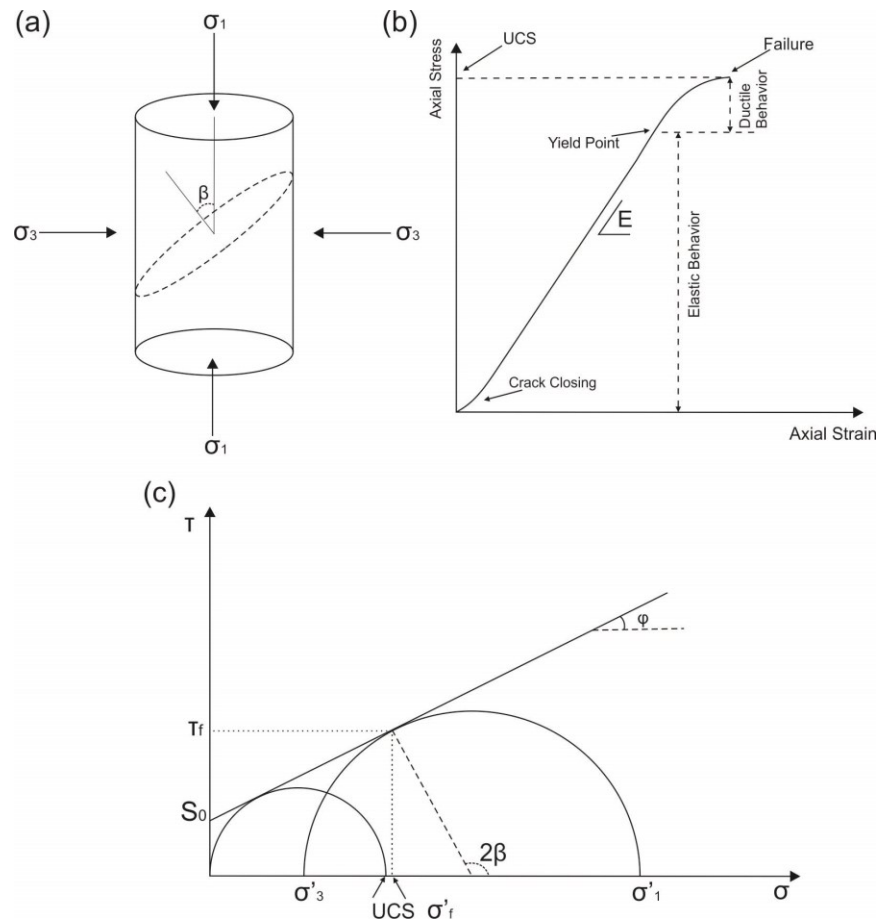 (a)
σ₁
β
σ₃
σ₃
σ₁
(b)
UCS
Failure
Axial Stress
Ductile
Behavior
Yield Point
E
Elastic Behavior
Crack Closing
Axial Strain
(c)
τ
φ
τf
S₀
2β
σ'₃
UCS
σ'f
σ'₁
σ